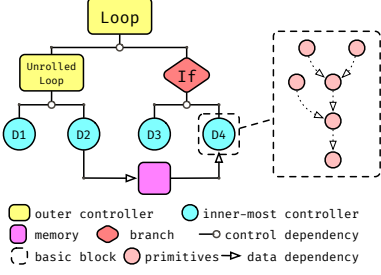 Loop
Unrolled
Loop
If
D1
D2
D3
D4
outer controller
inner-most controller
memory
branch
control dependency
basic block
primitives
data dependency